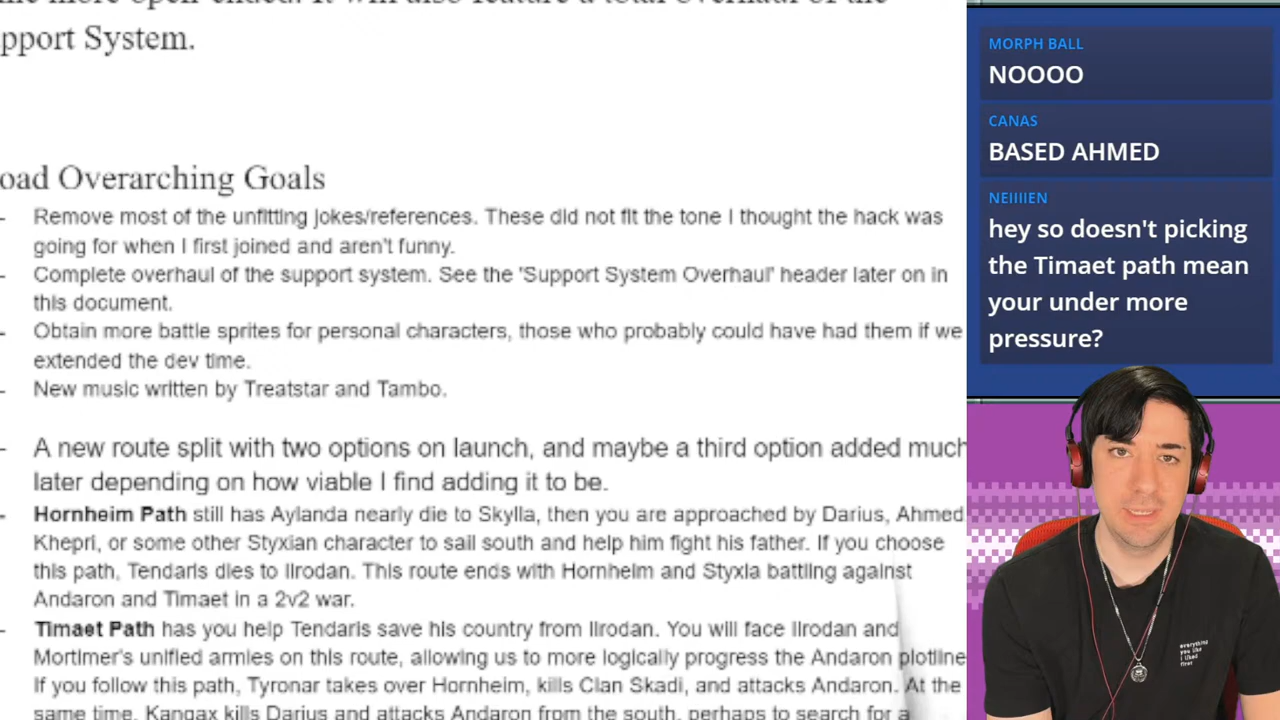 pport System.
oad Overarching Goals
- Remove most of the unfitting jokes/references. These did not fit the tone I thought the hack was
going for when I first joined and aren't funny.
- Complete overhaul of the support system. See the 'Support System Overhaul' header later on in
this document.
- Obtain more battle sprites for personal characters, those who probably could have had them if we
extended the dev time.
- New music written by Treatstar and Tambo.
- A new route split with two options on launch, and maybe a third option added much
later depending on how viable I find adding it to be.
- Hornheim Path still has Aylanda nearly die to Skylla, then you are approached by Darius, Ahmed
Khepri, or some other Styxian character to sail south and help him fight his father. If you choose
this path, Tendaris dies to Ilrodan. This route ends with Hornheim and Styxia battling against
Andaron and Timaet in a 2v2 war.
- Timaet Path has you help Tendaris save his country from Ilrodan. You will face Ilrodan and
Mortimer's unified armies on this route, allowing us to more logically progress the Andaron plotline
If you follow this path, Tyronar takes over Hornheim, kills Clan Skadi, and attacks Andaron. At the
same time, Kangax kills Darius and attacks Andaron from the south, perhaps to search for a
MORPH BALL
NOOOO
CANAS
BASED AHMED
NEIIIIEN
hey so doesn't picking
the Timaet path mean
your under more
pressure?
everything
you like
I liked
first